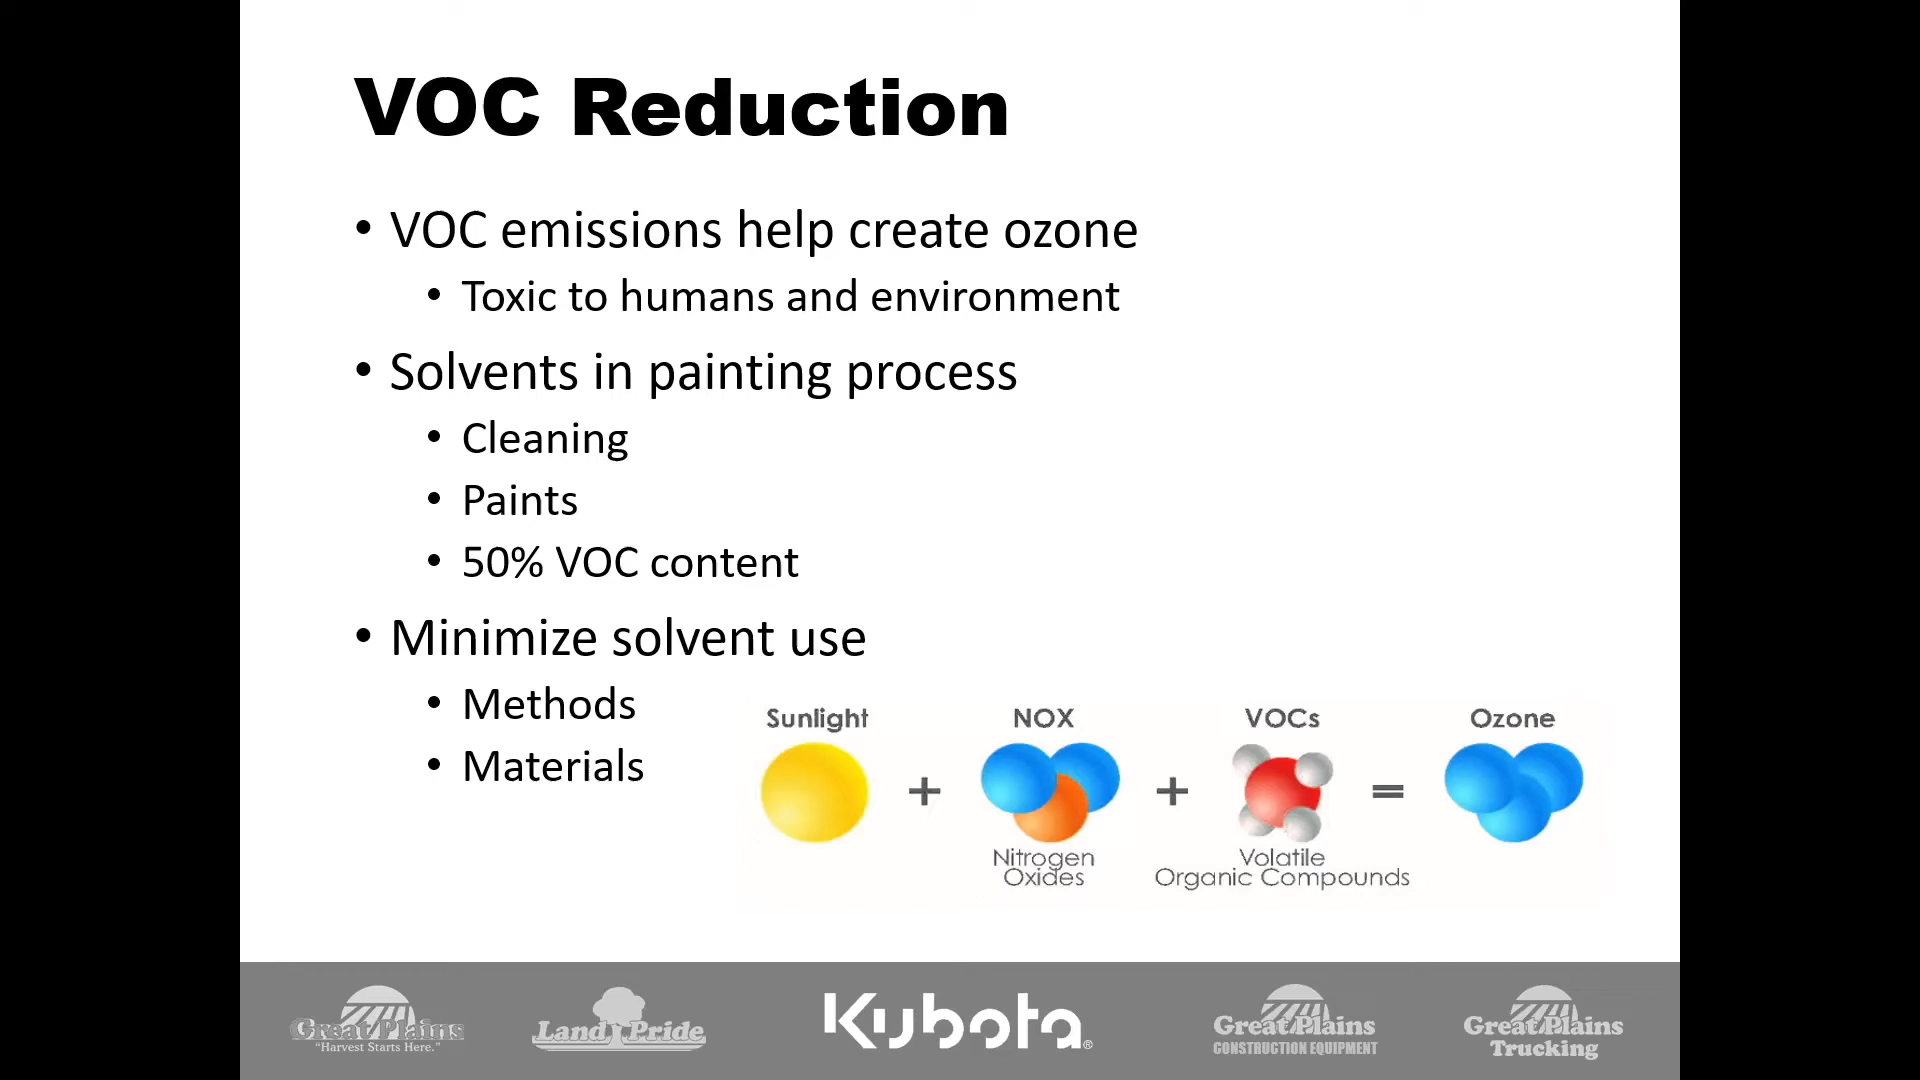 VOC Reduction
• VOC emissions help create ozone
• Toxic to humans and environment
• Solvents in painting process
• Cleaning
• Paints
• 50% VOC content
• Minimize solvent use
• Methods
• Materials
Sunlight + NOX + VOCs = Ozone
Nitrogen Oxides
Volatile Organic Compounds
Great Plains
"Harvest Starts Here."
Land Pride
Kubota®
Great Plains
CONSTRUCTION EQUIPMENT
Great Plains
Trucking